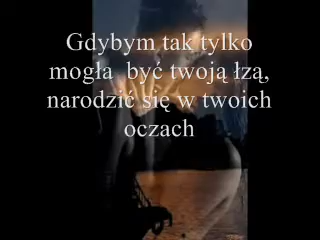 Gdybym tak tylko
mogła być twoją łzą,
narodzić się w twoich
oczach